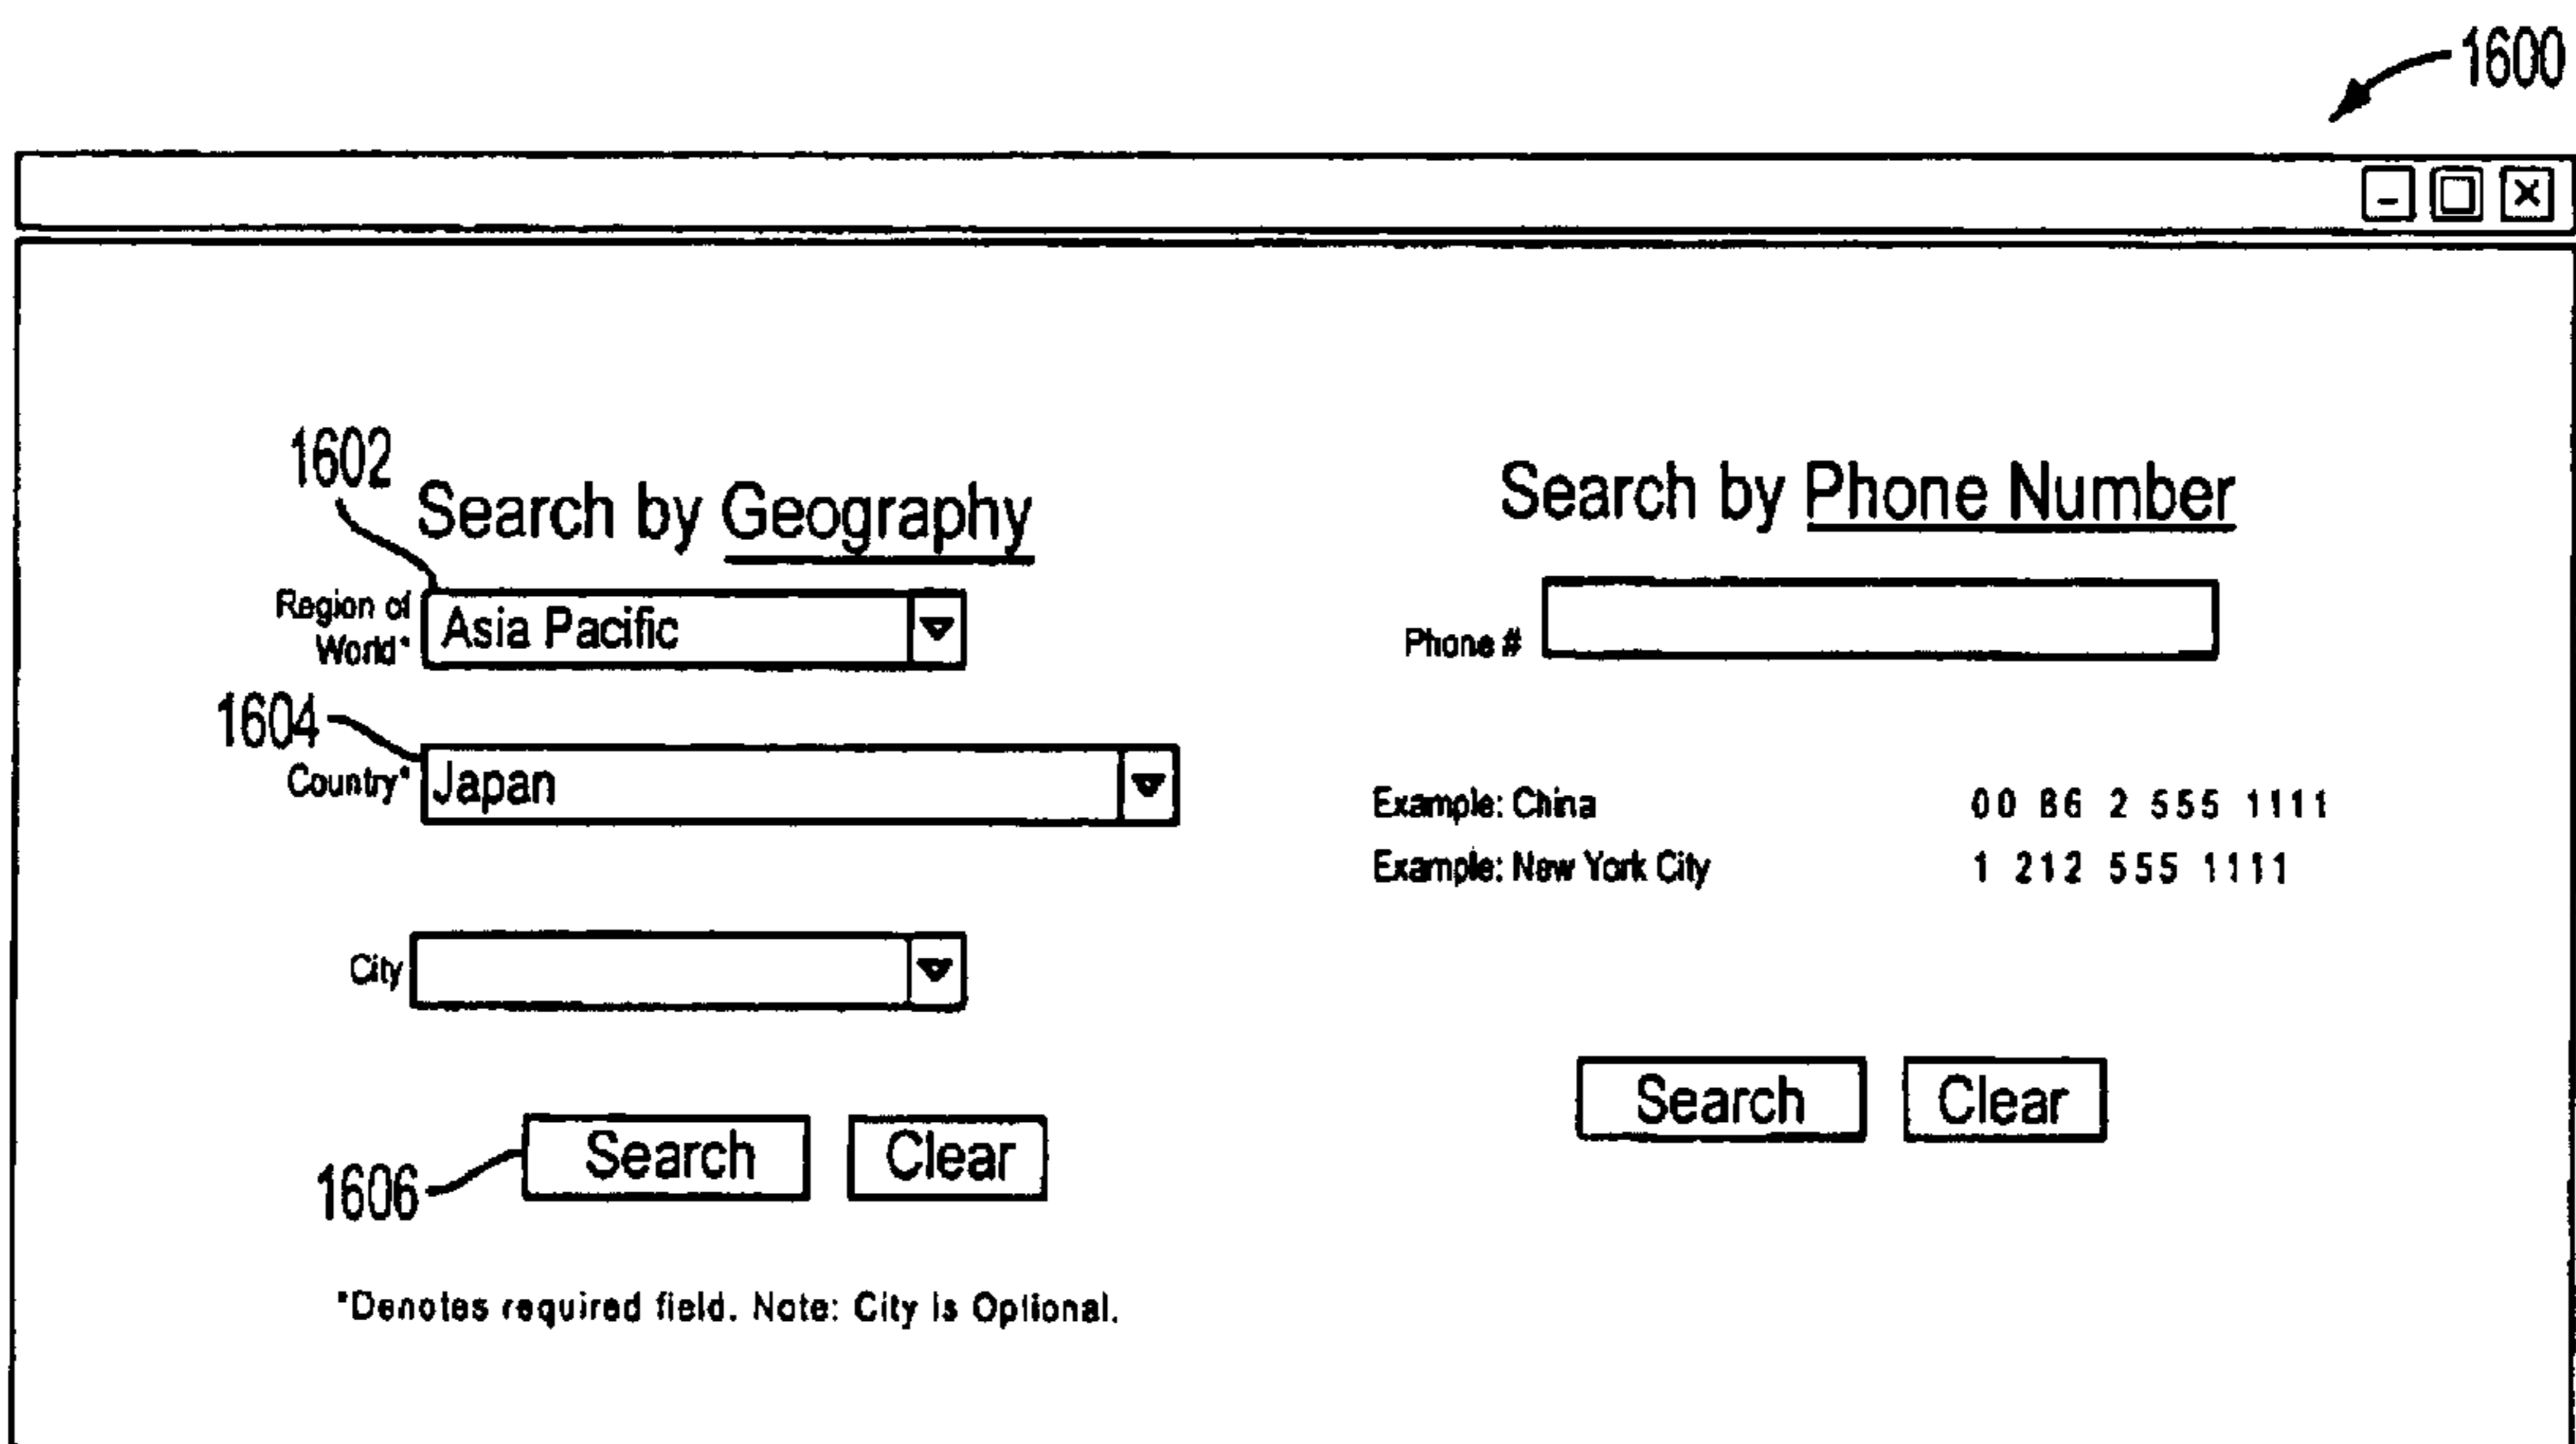 1600
1602
Search by Geography
Region of
World*
Asia Pacific
1604
Country*
Japan
City
Search
Clear
1606
*Denotes required field. Note: City is Optional.
Search by Phone Number
Phone #
Example: China 00 86 2 555 1111
Example: New York City 1 212 555 1111
Search
Clear